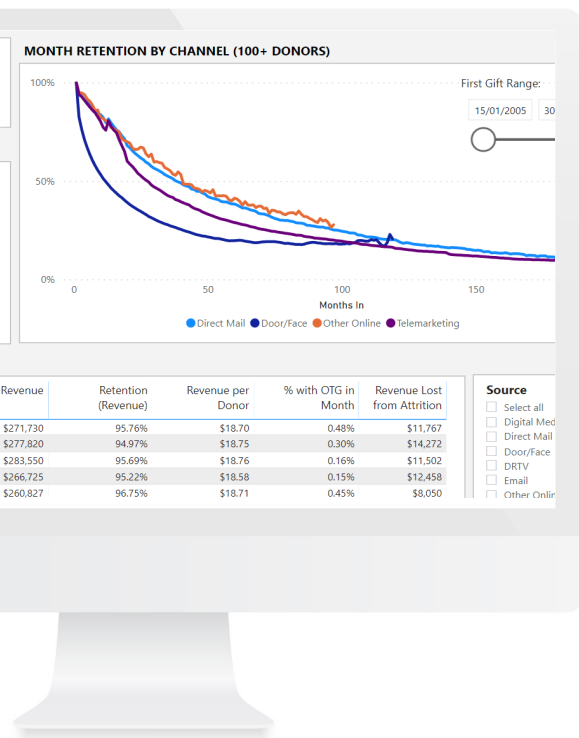 MONTH RETENTION BY CHANNEL (100+ DONORS)
100%
50%
0%
First Gift Range:
15/01/2005 30
0 50 100 150
Months In
Direct Mail Door/Face Other Online Telemarketing
Revenue Retention (Revenue) Revenue per Donor % with OTG in Month Revenue Lost from Attrition
$271,730 95.76% $18.70 0.48% $11,767
$277,820 94.97% $18.75 0.30% $14,272
$283,550 95.69% $18.76 0.16% $11,502
$266,725 95.22% $18.58 0.15% $12,458
$260,827 96.75% $18.71 0.45% $8,050
Source
Select all
Digital Med
Direct Mail
Door/Face
DRTV
Email
Other Onlin